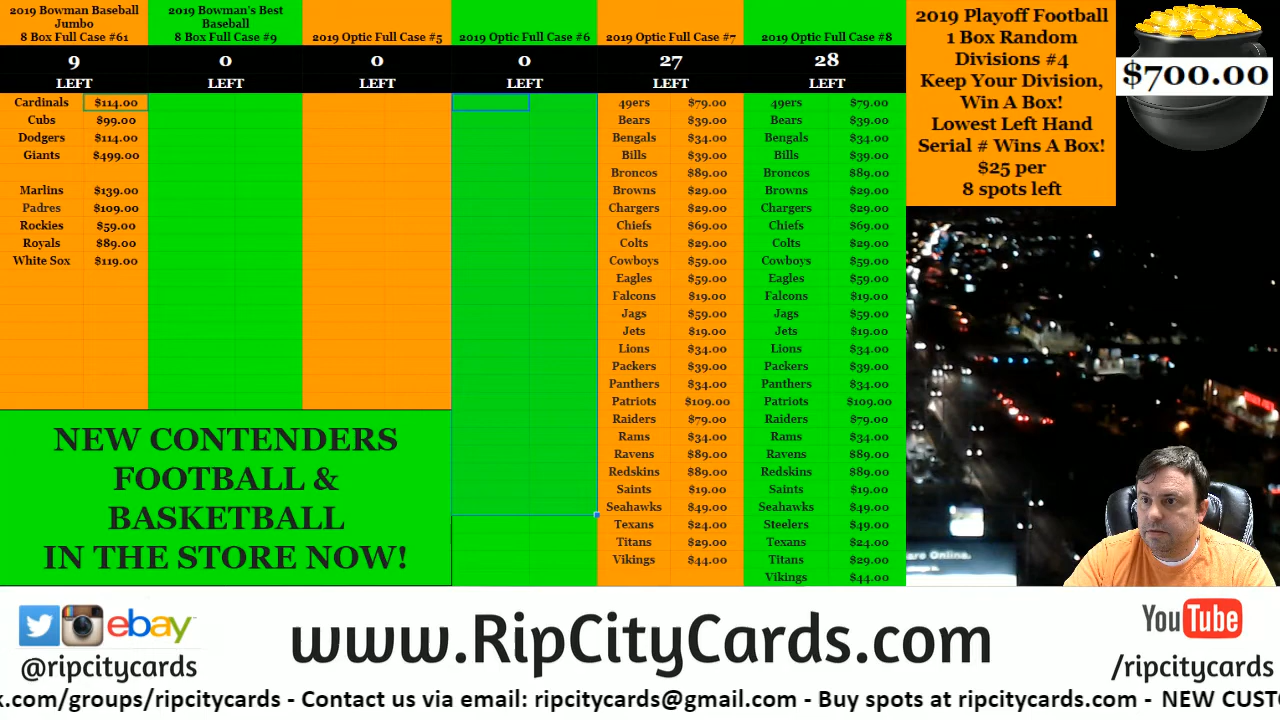 2019 Bowman Baseball
Jumbo
8 Box Full Case #61
2019 Bowman's Best
Baseball
8 Box Full Case #9
2019 Optic Full Case #5
2019 Optic Full Case #6
2019 Optic Full Case #7
2019 Optic Full Case #8
9 0 0 0 27 28
LEFT LEFT LEFT LEFT LEFT LEFT
Cardinals $114.00
Cubs $99.00
Dodgers $114.00
Giants $499.00
Marlins $139.00
Padres $109.00
Rockies $59.00
Royals $89.00
White Sox $119.00
49ers $79.00
Bears $39.00
Bengals $34.00
Bills $39.00
Broncos $89.00
Browns $29.00
Chargers $29.00
Chiefs $69.00
Colts $29.00
Cowboys $59.00
Eagles $59.00
Falcons $19.00
Jags $59.00
Jets $19.00
Lions $34.00
Packers $39.00
Panthers $34.00
Patriots $109.00
Raiders $79.00
Rams $34.00
Ravens $89.00
Redskins $89.00
Saints $19.00
Seahawks $49.00
Texans $24.00
Titans $29.00
Vikings $44.00
49ers $79.00
Bears $39.00
Bengals $34.00
Bills $39.00
Broncos $89.00
Browns $29.00
Chargers $29.00
Chiefs $69.00
Colts $29.00
Cowboys $59.00
Eagles $59.00
Falcons $19.00
Jags $59.00
Jets $19.00
Lions $34.00
Packers $39.00
Panthers $34.00
Patriots $109.00
Raiders $79.00
Rams $34.00
Ravens $89.00
Redskins $89.00
Saints $19.00
Seahawks $49.00
Steelers $49.00
Texans $24.00
Titans $29.00
Vikings $44.00
2019 Playoff Football
1 Box Random
Divisions #4
Keep Your Division,
Win A Box!
Lowest Left Hand
Serial # Wins A Box!
$25 per
8 spots left
$700.00
NEW CONTENDERS
FOOTBALL &
BASKETBALL
IN THE STORE NOW!
are Online.
ebay
@ripcitycards
www.RipCityCards.com
YouTube
/ripcitycards
k.com/groups/ripcitycards - Contact us via email: ripcitycards@gmail.com - Buy spots at ripcitycards.com - NEW CUSTO